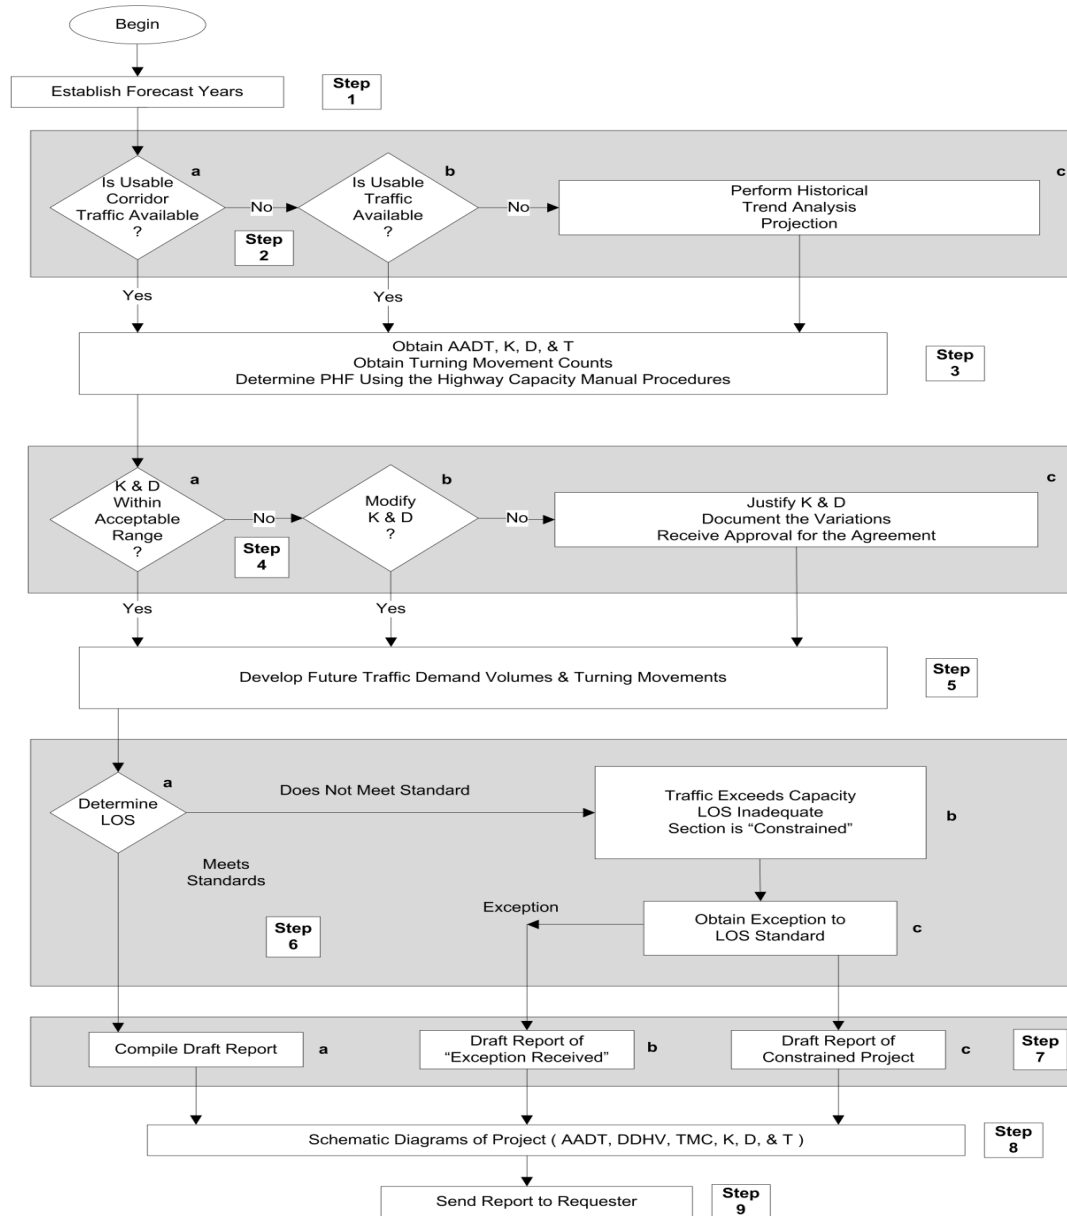 Begin
Establish Forecast Years
Step
1
a
Is Usable
Corridor
Traffic Available
?
No
b
Is Usable
Traffic
Available
?
No
c
Perform Historical
Trend Analysis
Projection
Step
2
Yes
Yes
Obtain AADT, K, D, & T
Obtain Turning Movement Counts
Determine PHF Using the Highway Capacity Manual Procedures
Step
3
a
K & D
Within
Acceptable
Range
?
No
b
Modify
K & D
?
No
c
Justify K & D
Document the Variations
Receive Approval for the Agreement
Step
4
Yes
Yes
Develop Future Traffic Demand Volumes & Turning Movements
Step
5
a
Determine
LOS
Does Not Meet Standard
Traffic Exceeds Capacity
LOS Inadequate
Section is “Constrained”
b
Meets
Standards
Exception
Obtain Exception to
LOS Standard
c
Step
6
Compile Draft Report
a
Draft Report of
“Exception Received”
b
Draft Report of
Constrained Project
c
Step
7
Schematic Diagrams of Project ( AADT, DDHV, TMC, K, D, & T )
Step
8
Send Report to Requester
Step
9